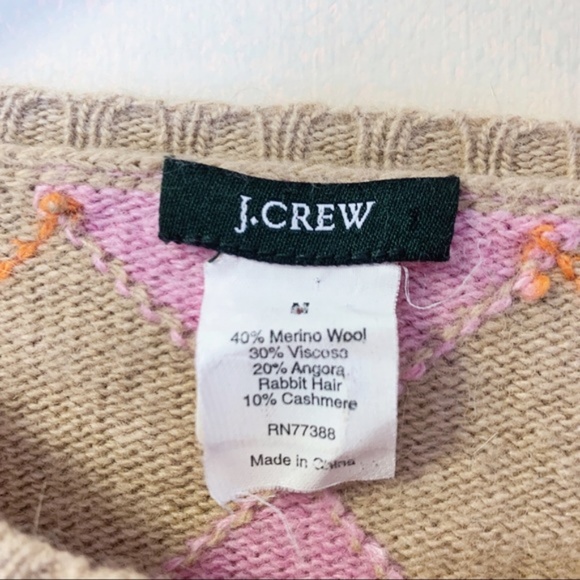 J.CREW
M
40% Merino Wool
30% Viscose
20% Angora
Rabbit Hair
10% Cashmere
RN77388
Made in China